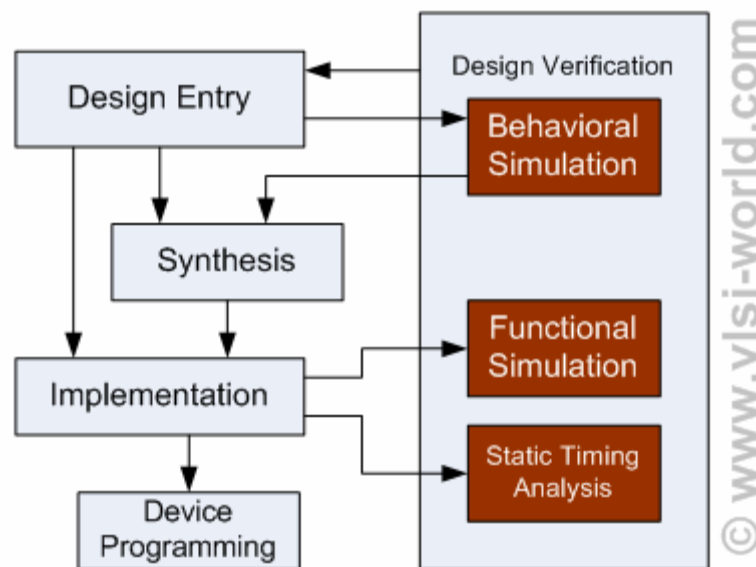 Design Entry
Synthesis
Implementation
Device
Programming
Design Verification
Behavioral
Simulation
Functional
Simulation
Static Timing
Analysis
© www.vlsi-world.com